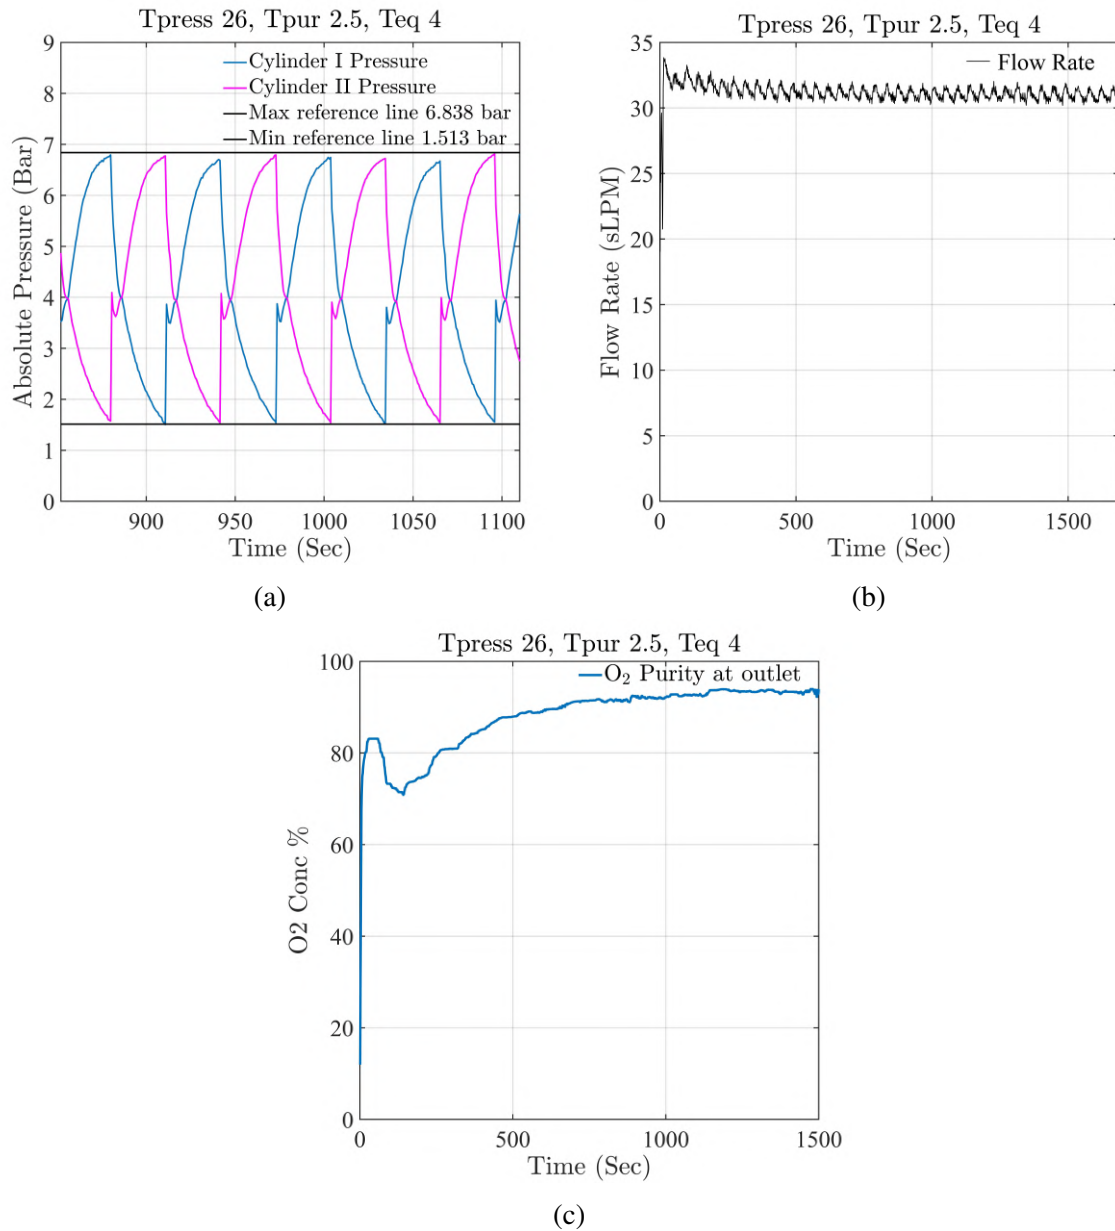 Tpress 26, Tpur 2.5, Teq 4
Absolute Pressure (Bar)
9
8
7
6
5
4
3
2
1
0
Cylinder I Pressure
Cylinder II Pressure
Max reference line 6.838 bar
Min reference line 1.513 bar
900 950 1000 1050 1100
Time (Sec)
(a)
Tpress 26, Tpur 2.5, Teq 4
Flow Rate (sLPM)
35
30
25
20
15
10
5
0
Flow Rate
0 500 1000 1500
Time (Sec)
(b)
Tpress 26, Tpur 2.5, Teq 4
O2 Conc %
100
80
60
40
20
0
O₂ Purity at outlet
0 500 1000 1500
Time (Sec)
(c)